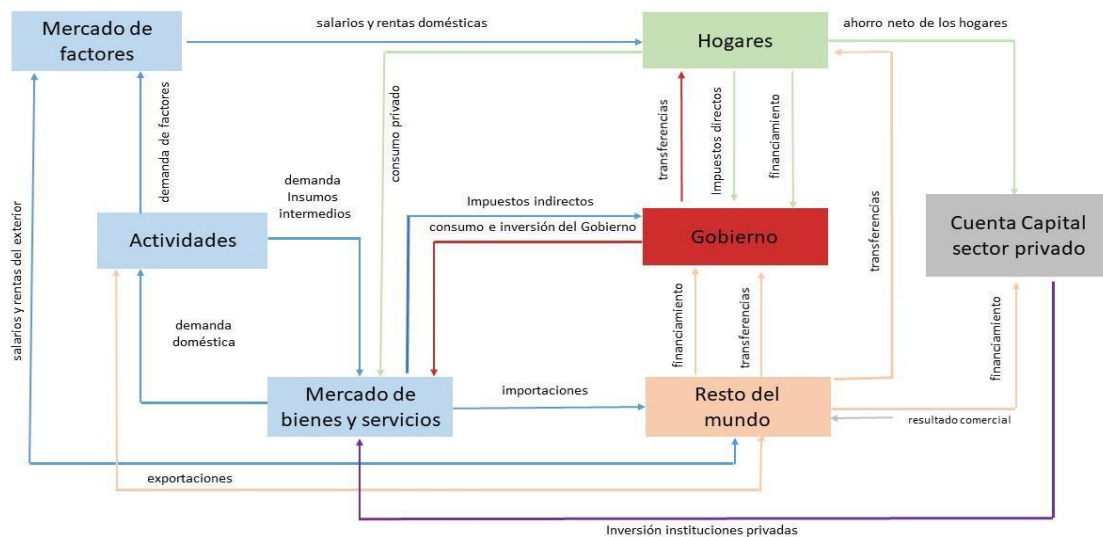 Mercado de
factores
salarios y rentas domésticas
Hogares
ahorro neto de los hogares
salarios y rentas del exterior
demanda de factores
consumo privado
transferencias
Impuestos directos
financiamiento
transferencias
demanda
Insumos
intermedios
Actividades
Impuestos indirectos
consumo e inversión del Gobierno
Gobierno
Cuenta Capital
sector privado
demanda
doméstica
financiamiento
transferencias
financiamiento
Mercado de
bienes y servicios
importaciones
Resto del
mundo
resultado comercial
exportaciones
Inversión instituciones privadas